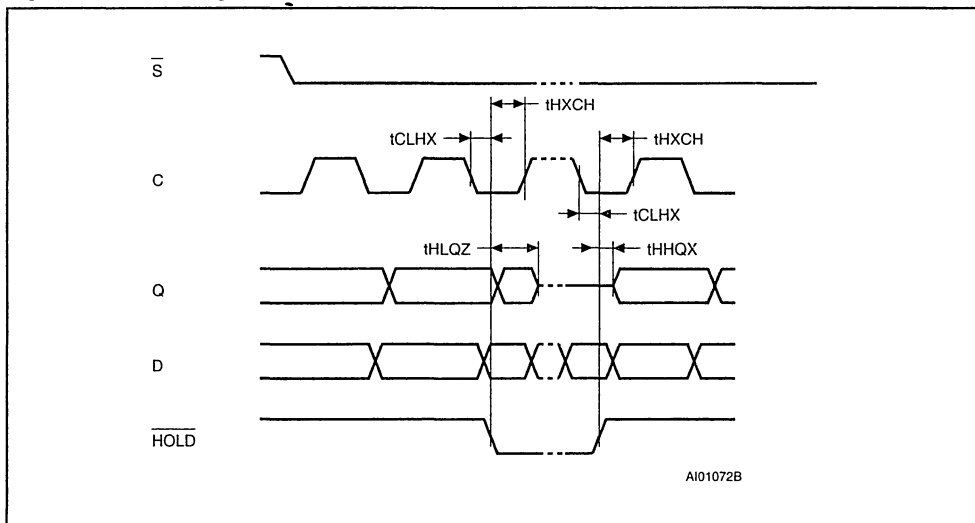 S
tHXCH
tCLHX
tHXCH
C
tCLHX
tHLQZ
tHHQX
Q
D
HOLD
AI01072B